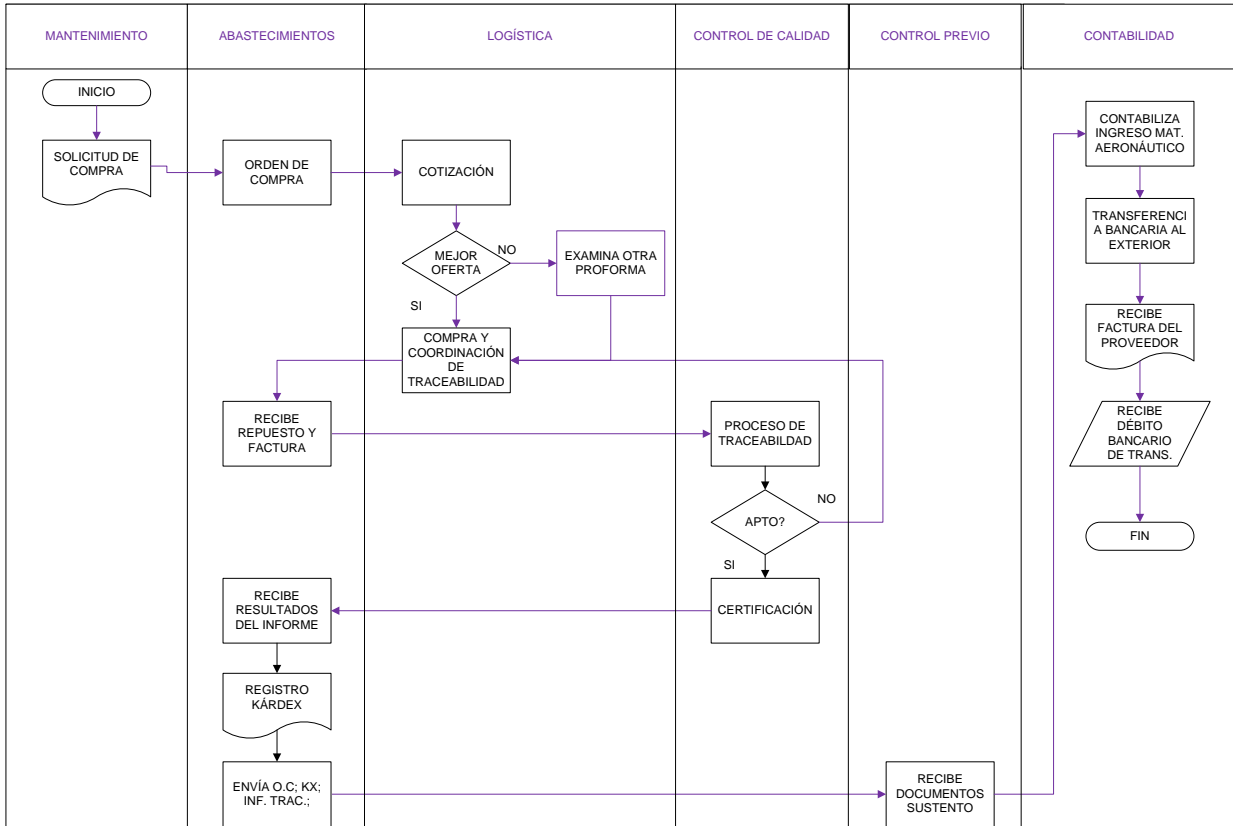 MANTENIMIENTO
ABASTECIMIENTOS
LOGÍSTICA
CONTROL DE CALIDAD
CONTROL PREVIO
CONTABILIDAD
INICIO
SOLICITUD DE
COMPRA
ORDEN DE
COMPRA
COTIZACIÓN
MEJOR
OFERTA
NO
EXAMINA OTRA
PROFORMA
SI
COMPRA Y
COORDINACIÓN
DE
TRACEABILIDAD
RECIBE
REPUESTO Y
FACTURA
PROCESO DE
TRACEABILDAD
APTO?
NO
SI
CERTIFICACIÓN
RECIBE
RESULTADOS
DEL INFORME
REGISTRO
KÁRDEX
ENVÍA O.C; KX;
INF. TRAC.;
RECIBE
DOCUMENTOS
SUSTENTO
CONTABILIZA
INGRESO MAT.
AERONÁUTICO
TRANSFERENCI
A BANCARIA AL
EXTERIOR
RECIBE
FACTURA DEL
PROVEEDOR
RECIBE
DÉBITO
BANCARIO
DE TRANS.
FIN